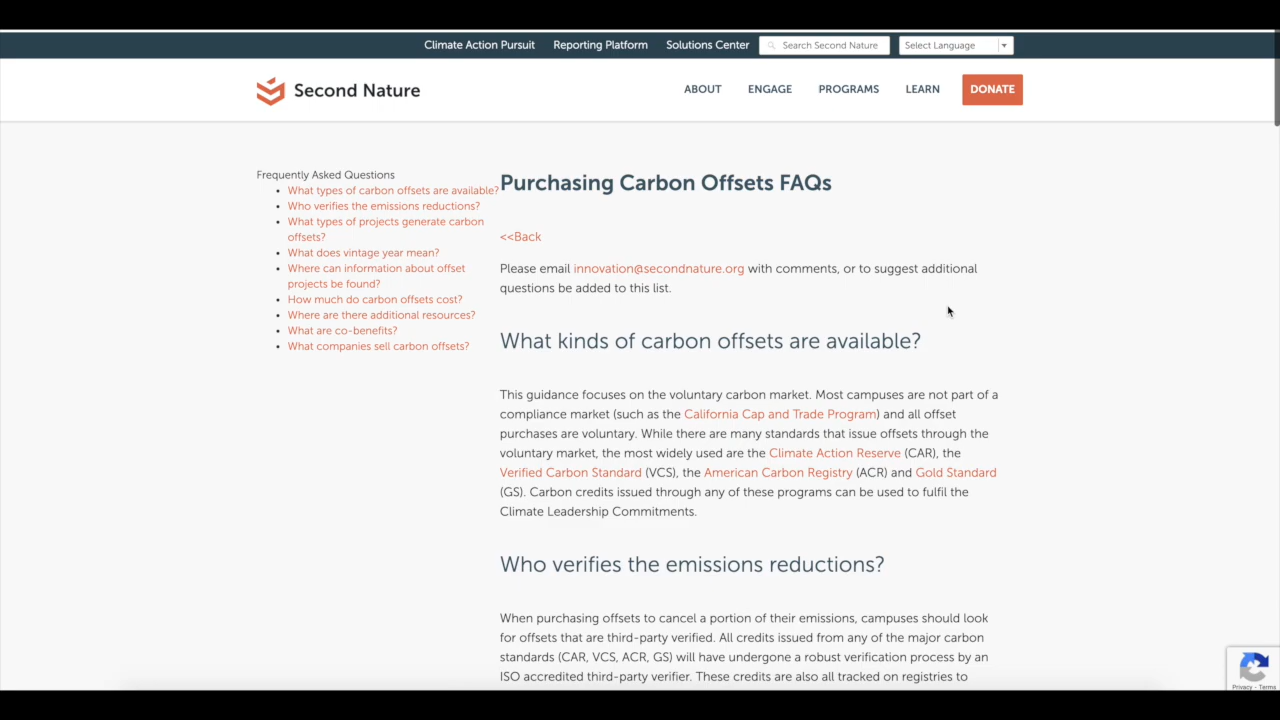 Climate Action Pursuit Reporting Platform Solutions Center Search Second Nature Select Language
Second Nature ABOUT ENGAGE PROGRAMS LEARN DONATE
Frequently Asked Questions
• What types of carbon offsets are available?
• Who verifies the emissions reductions?
• What types of projects generate carbon
offsets?
• What does vintage year mean?
• Where can information about offset
projects be found?
• How much do carbon offsets cost?
• Where are there additional resources?
• What are co-benefits?
• What companies sell carbon offsets?
Purchasing Carbon Offsets FAQs
<<Back
Please email innovation@secondnature.org with comments, or to suggest additional
questions be added to this list.
What kinds of carbon offsets are available?
This guidance focuses on the voluntary carbon market. Most campuses are not part of a
compliance market (such as the California Cap and Trade Program) and all offset
purchases are voluntary. While there are many standards that issue offsets through the
voluntary market, the most widely used are the Climate Action Reserve (CAR), the
Verified Carbon Standard (VCS), the American Carbon Registry (ACR) and Gold Standard
(GS). Carbon credits issued through any of these programs can be used to fulfil the
Climate Leadership Commitments.
Who verifies the emissions reductions?
When purchasing offsets to cancel a portion of their emissions, campuses should look
for offsets that are third-party verified. All credits issued from any of the major carbon
standards (CAR, VCS, ACR, GS) will have undergone a robust verification process by an
ISO accredited third-party verifier. These credits are also all tracked on registries to
Privacy - Terms